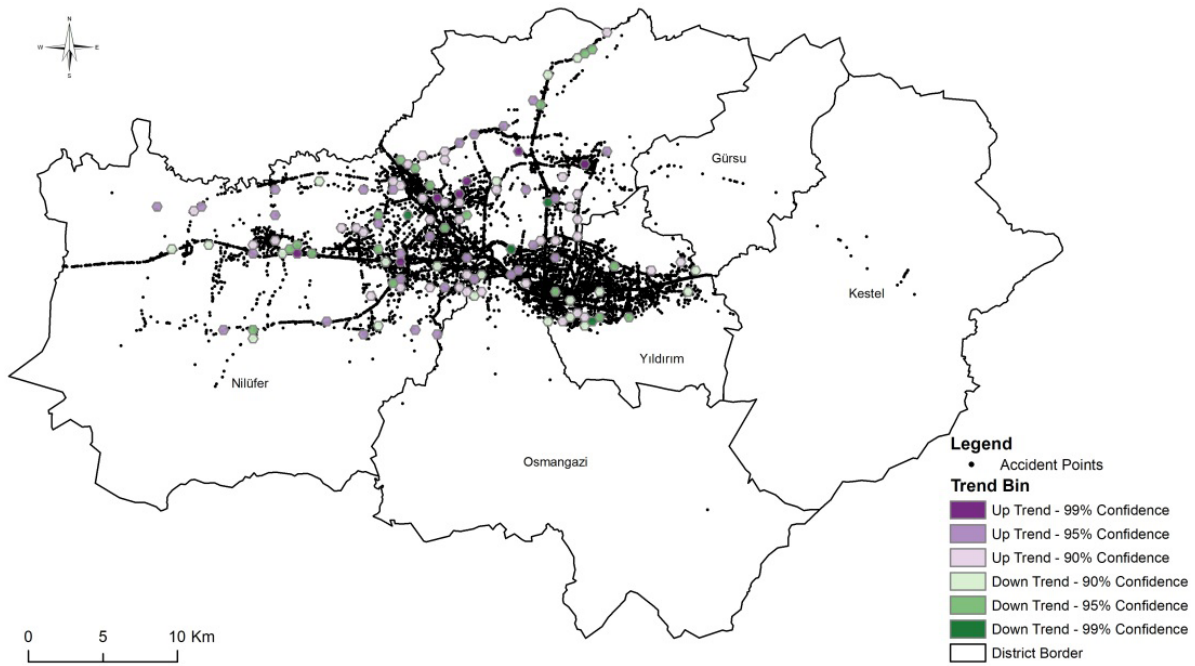 N
W E
S
Gürsu
Kestel
Yıldırım
Nilüfer
Osmangazi
Legend
Accident Points
Trend Bin
Up Trend - 99% Confidence
Up Trend - 95% Confidence
Up Trend - 90% Confidence
Down Trend - 90% Confidence
Down Trend - 95% Confidence
Down Trend - 99% Confidence
District Border
0 5 10 Km